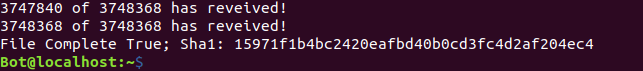 3747840 of 3748368 has reveived!
3748368 of 3748368 has reveived!
File Complete True; Sha1: 15971f1b4bc2420eafbd40b0cd3fc4d2af204ec4
Bot@localhost:~$